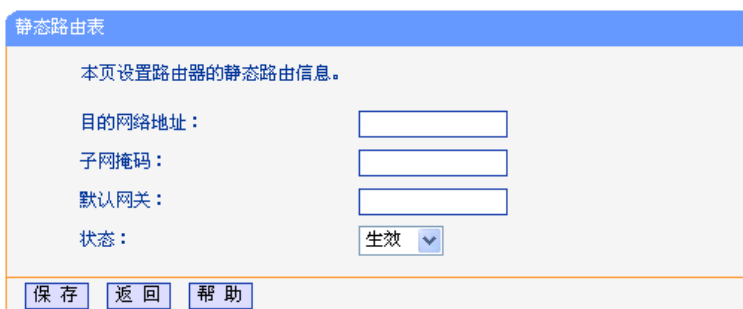 静态路由表
本页设置路由器的静态路由信息。
目的网络地址：
子网掩码：
默认网关：
状态： 生效
保 存 返 回 帮 助